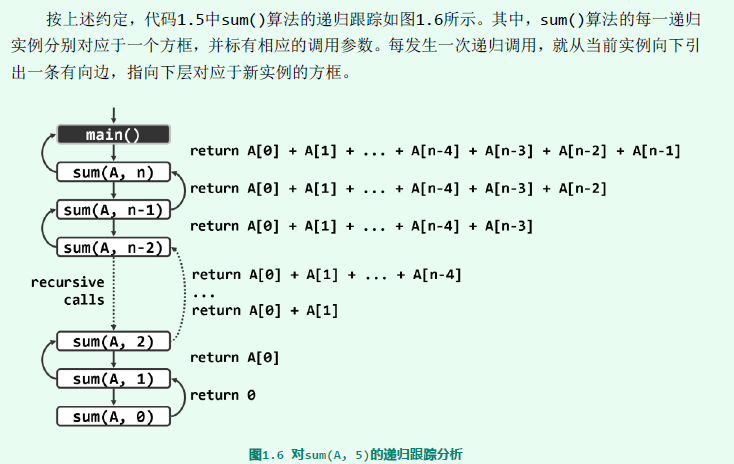 按上述约定，代码1.5中sum()算法的递归跟踪如图1.6所示。其中，sum()算法的每一递归
实例分别对应于一个方框，并标有相应的调用参数。每发生一次递归调用，就从当前实例向下引
出一条有向边，指向下层对应于新实例的方框。
main()
return A[0] + A[1] + ... + A[n-4] + A[n-3] + A[n-2] + A[n-1]
sum(A, n)
return A[0] + A[1] + ... + A[n-4] + A[n-3] + A[n-2]
sum(A, n-1)
return A[0] + A[1] + ... + A[n-4] + A[n-3]
sum(A, n-2)
return A[0] + A[1] + ... + A[n-4]
recursive
calls
...
return A[0] + A[1]
sum(A, 2)
return A[0]
sum(A, 1)
return 0
sum(A, 0)
图1.6 对sum(A, 5)的递归跟踪分析